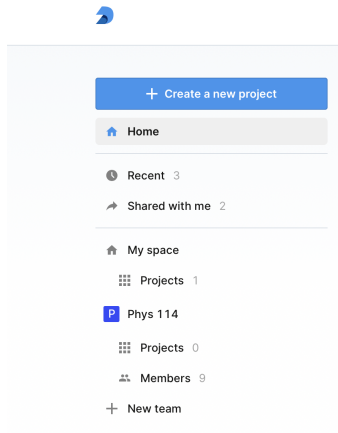 Create a new project
Home
Recent 3
Shared with me 2
My space
Projects 1
P Phys 114
Projects 0
Members 9
New team